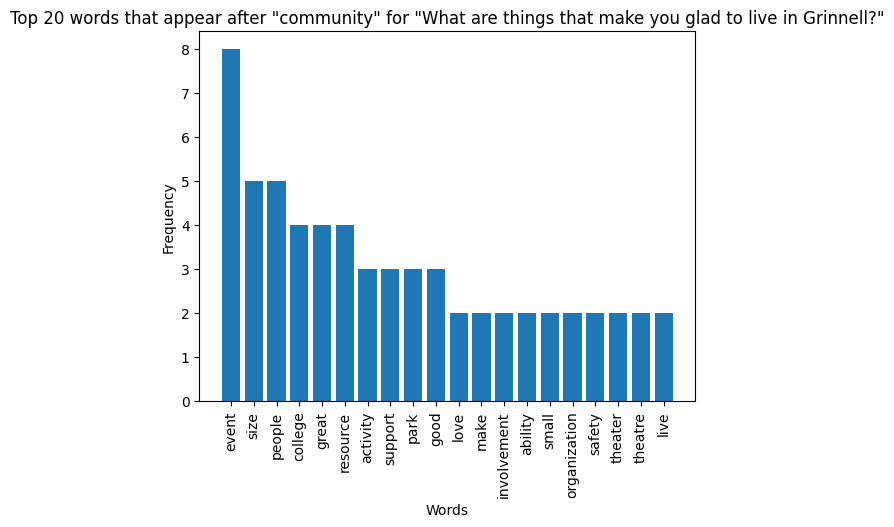 Top 20 words that appear after "community" for "What are things that make you glad to live in Grinnell?"
8
7
6
5
4
3
2
1
0
Frequency
event
size
people
college
great
resource
activity
support
park
good
love
make
involvement
ability
small
organization
safety
theater
theatre
live
Words